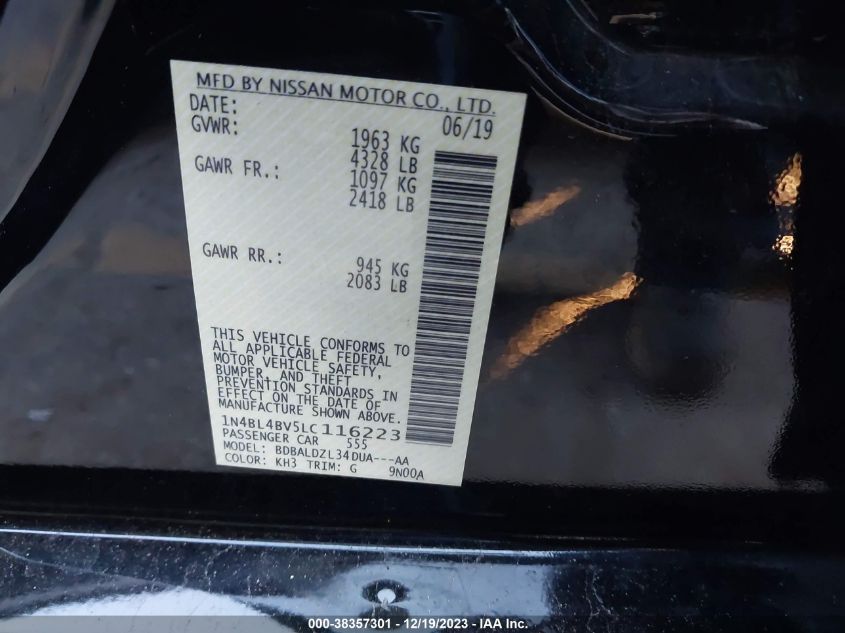 MFD BY NISSAN MOTOR CO., LTD.
DATE: 06/19
GVWR: 1963 KG
4328 LB
GAWR FR.: 1097 KG
2418 LB
GAWR RR.: 945 KG
2083 LB
THIS VEHICLE CONFORMS TO
ALL APPLICABLE FEDERAL
MOTOR VEHICLE SAFETY,
BUMPER, AND THEFT
PREVENTION STANDARDS IN
EFFECT ON THE DATE OF
MANUFACTURE SHOWN ABOVE.
1N4BL4BV5LC116223
PASSENGER CAR 555
MODEL: BDBALDZL34DUA---AA
COLOR: KH3 TRIM: G 9N00A
000-38357301 - 12/19/2023 - IAA Inc.